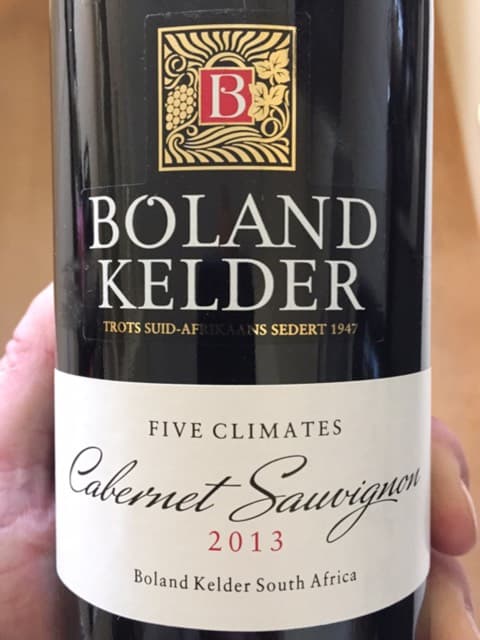 B
BOLAND
KELDER
TROTS SUID-AFRIKAANS SEDERT 1947
FIVE CLIMATES
Cabernet Sauvignon
2013
Boland Kelder South Africa